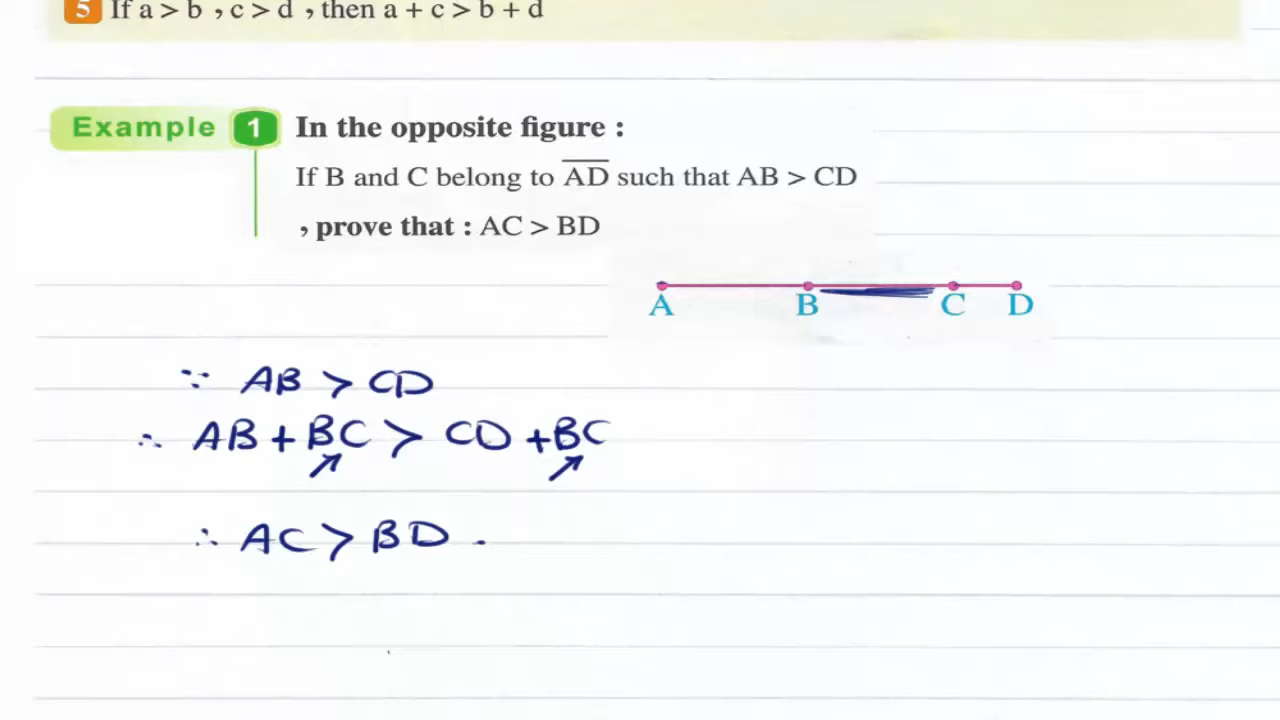 5 If a > b , c > d , then a + c > b + d
Example 1 In the opposite figure :
If B and C belong to A̅D̅ such that AB > CD
, prove that : AC > BD
A B C D
∵ AB > CD
∴ AB + BC > CD + BC
∴ AC > BD .